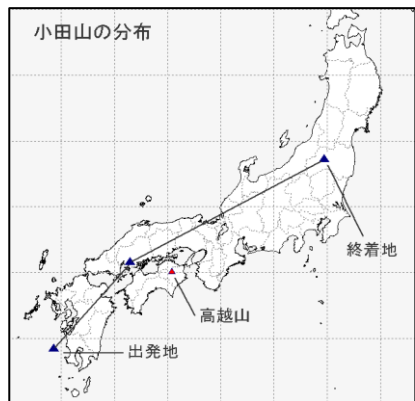 小田山の分布
終着地
高越山
出発地